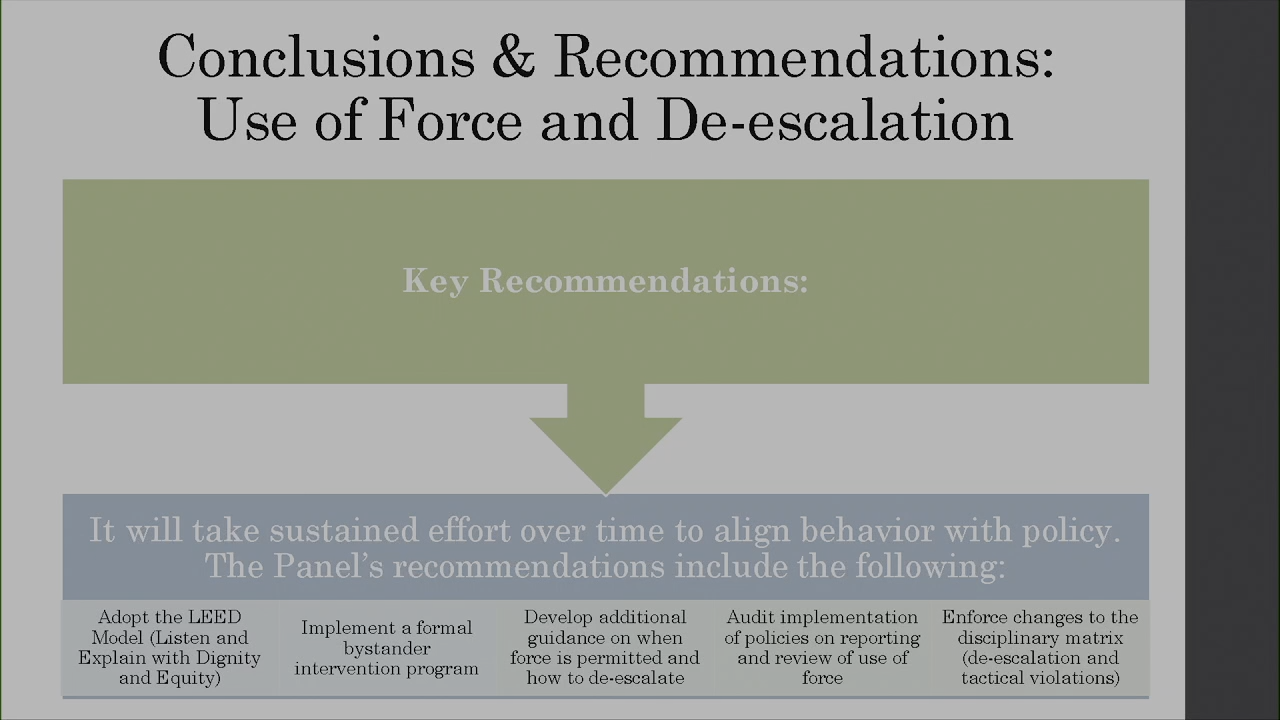 Conclusions & Recommendations:
Use of Force and De-escalation
Key Recommendations:
It will take sustained effort over time to align behavior with policy.
The Panel’s recommendations include the following:
Adopt the LEED
Model (Listen and
Explain with Dignity
and Equity)
Implement a formal
bystander
intervention program
Develop additional
guidance on when
force is permitted and
how to de-escalate
Audit implementation
of policies on reporting
and review of use of
force
Enforce changes to the
disciplinary matrix
(de-escalation and
tactical violations)